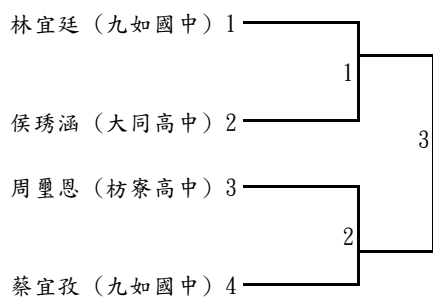 林宜廷（九如國中）1
1
侯琇涵（大同高中）2
3
周璽恩（枋寮高中）3
2
蔡宜孜（九如國中）4